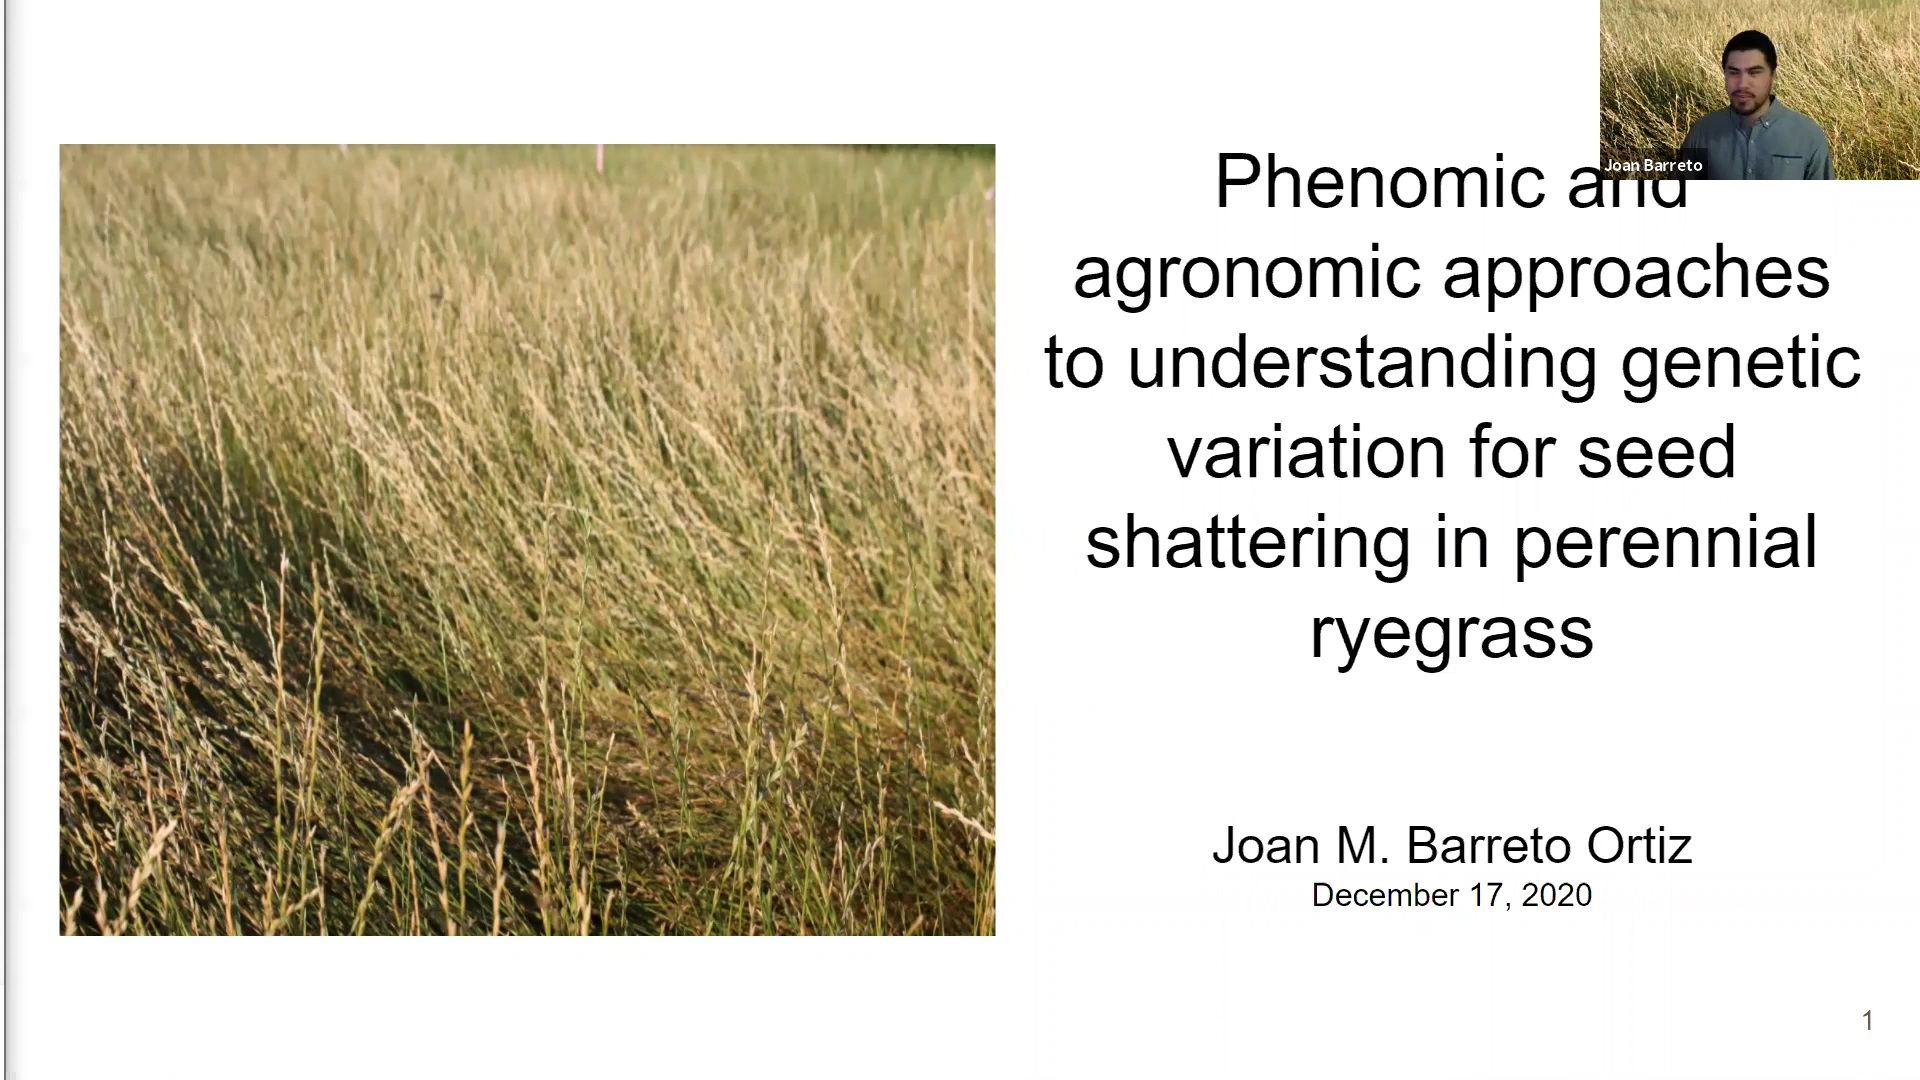 Joan Barreto
Phenomic and
agronomic approaches
to understanding genetic
variation for seed
shattering in perennial
ryegrass
Joan M. Barreto Ortiz
December 17, 2020
1